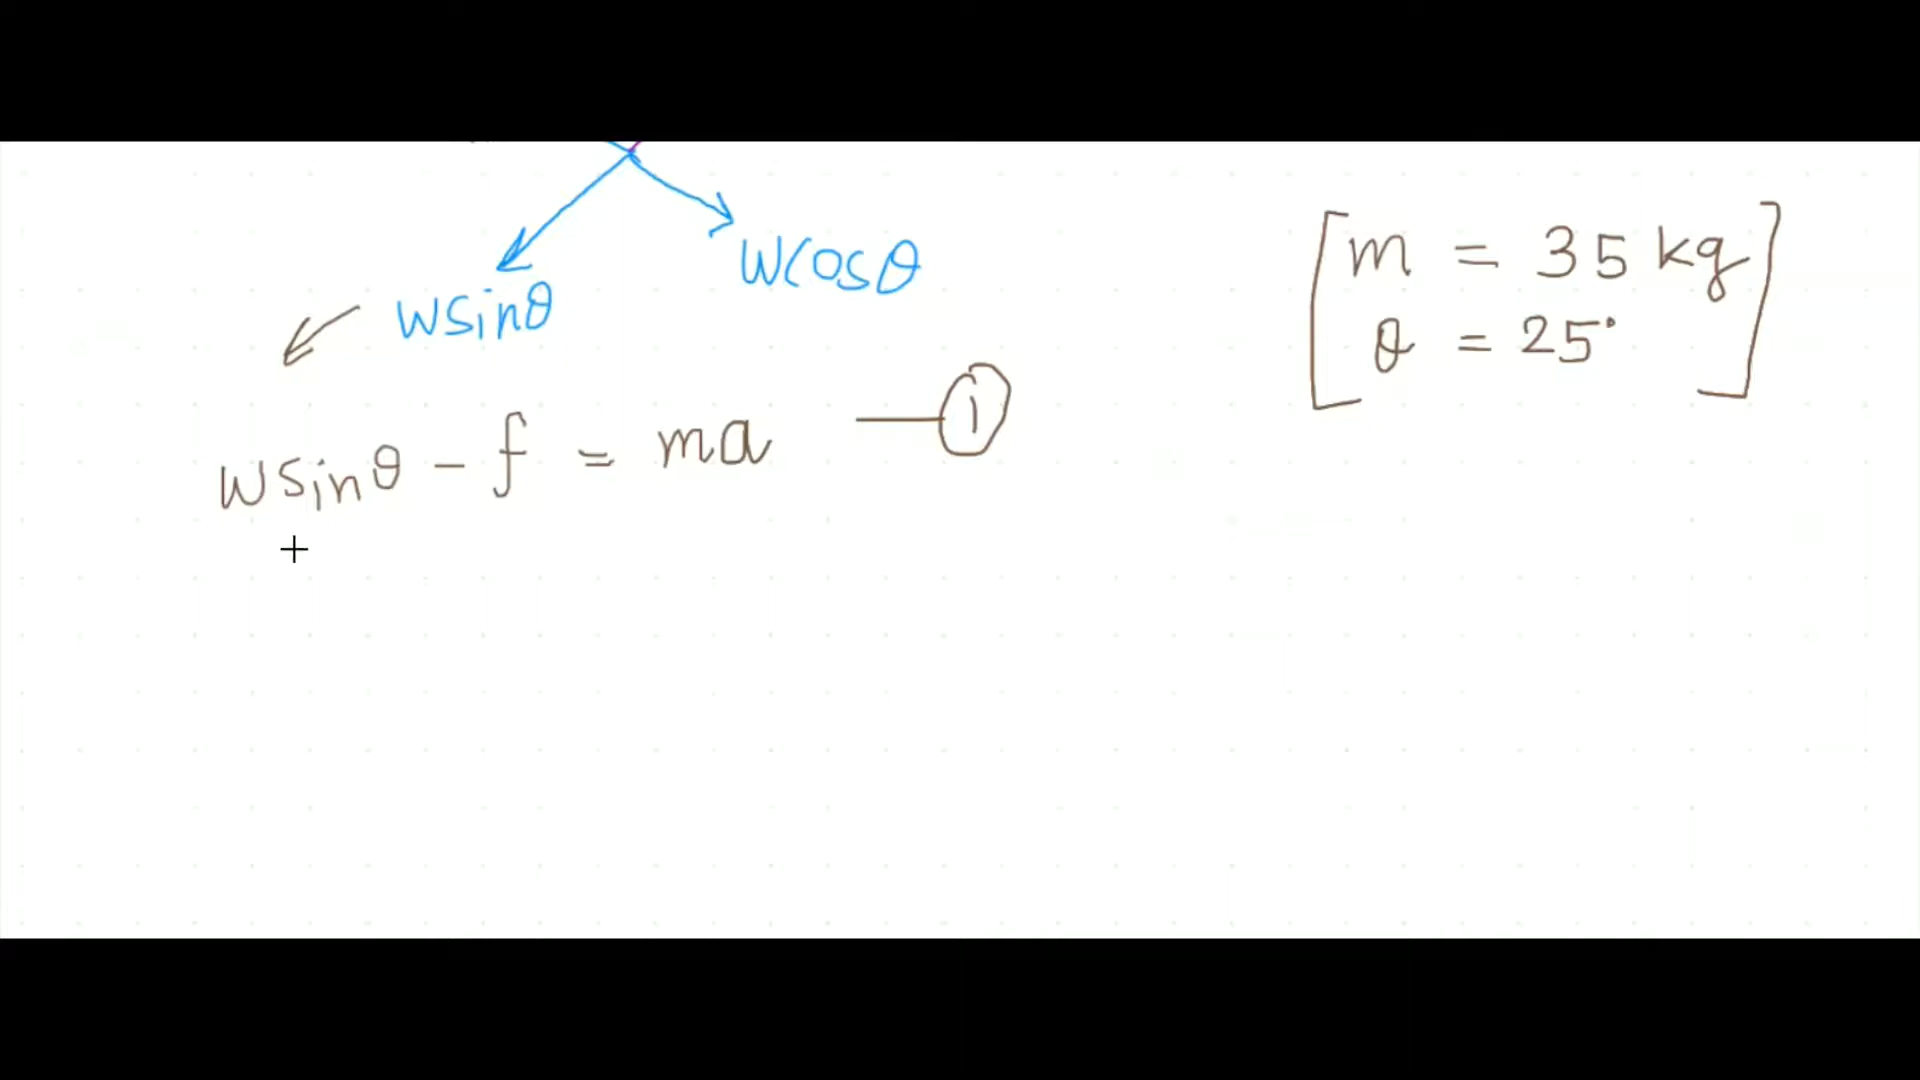 Wcosθ
m = 35 kg
wsinθ
θ = 25°
wsinθ - f = ma —①